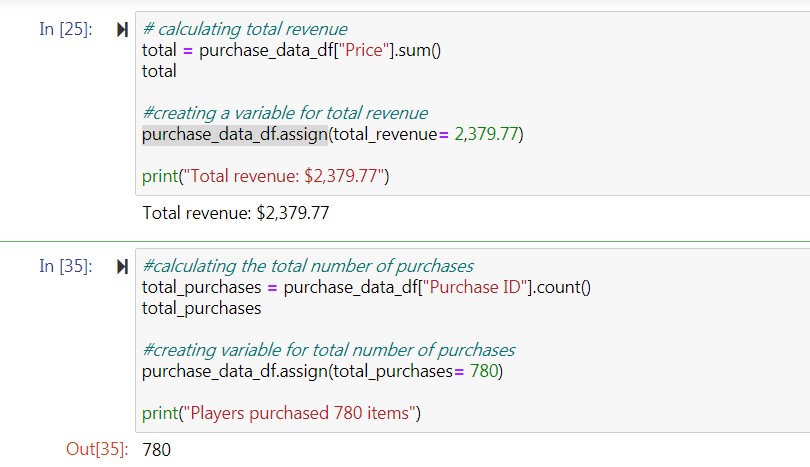 In [25]:
# calculating total revenue
total = purchase_data_df["Price"].sum()
total
#creating a variable for total revenue
purchase_data_df.assign(total_revenue= 2,379.77)
print("Total revenue: $2,379.77")
Total revenue: $2,379.77
In [35]:
#calculating the total number of purchases
total_purchases = purchase_data_df["Purchase ID"].count()
total_purchases
#creating variable for total number of purchases
purchase_data_df.assign(total_purchases= 780)
print("Players purchased 780 items")
Out[35]: 780